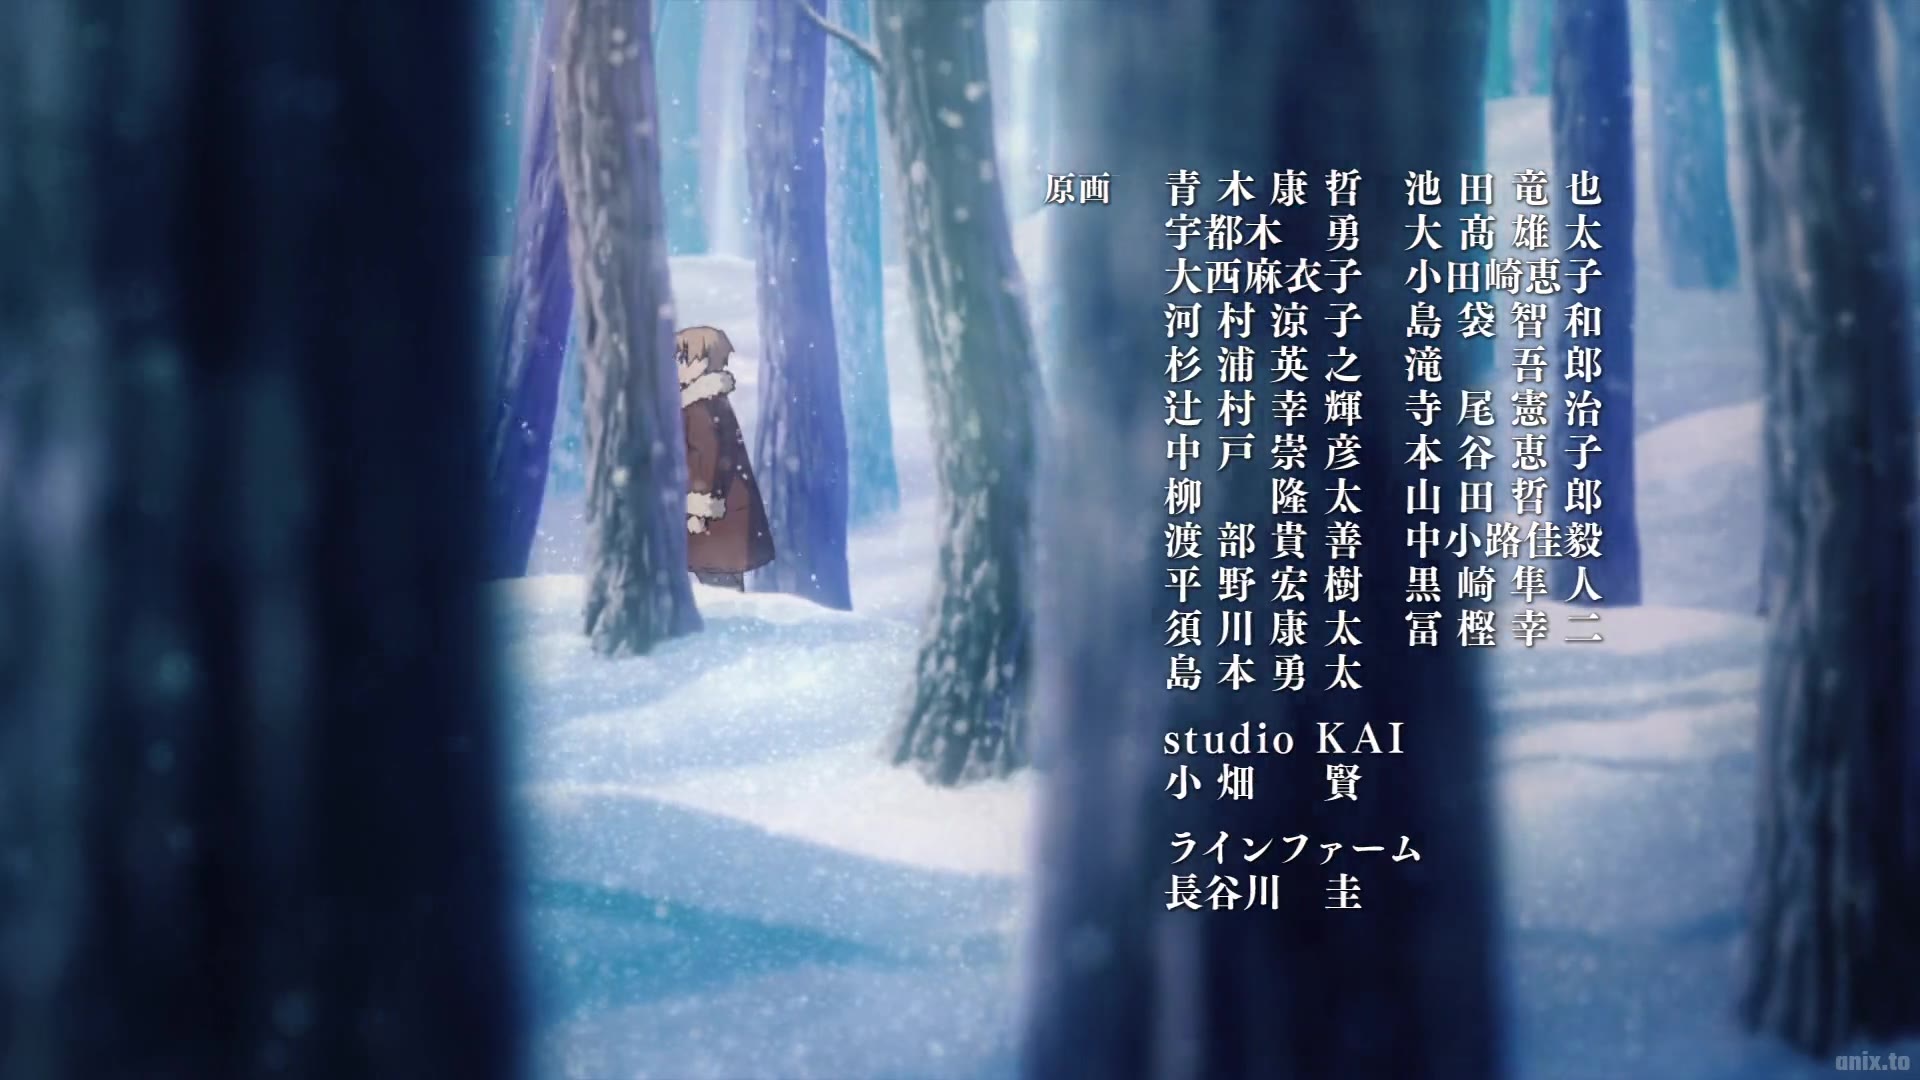 原画 青木康哲 池田竜也
宇都木 勇 大髙雄太
大西麻衣子 小田崎恵子
河村涼子 島袋智和
杉浦英之 滝 吾郎
辻村幸輝 寺尾憲治
中戸崇彦 本谷恵子
柳 隆太 山田哲郎
渡部貴善 中小路佳毅
平野宏樹 黒崎隼人
須川康太 冨樫幸二
島本勇太
studio KAI
小畑 賢
ラインファーム
長谷川 圭
anix.to